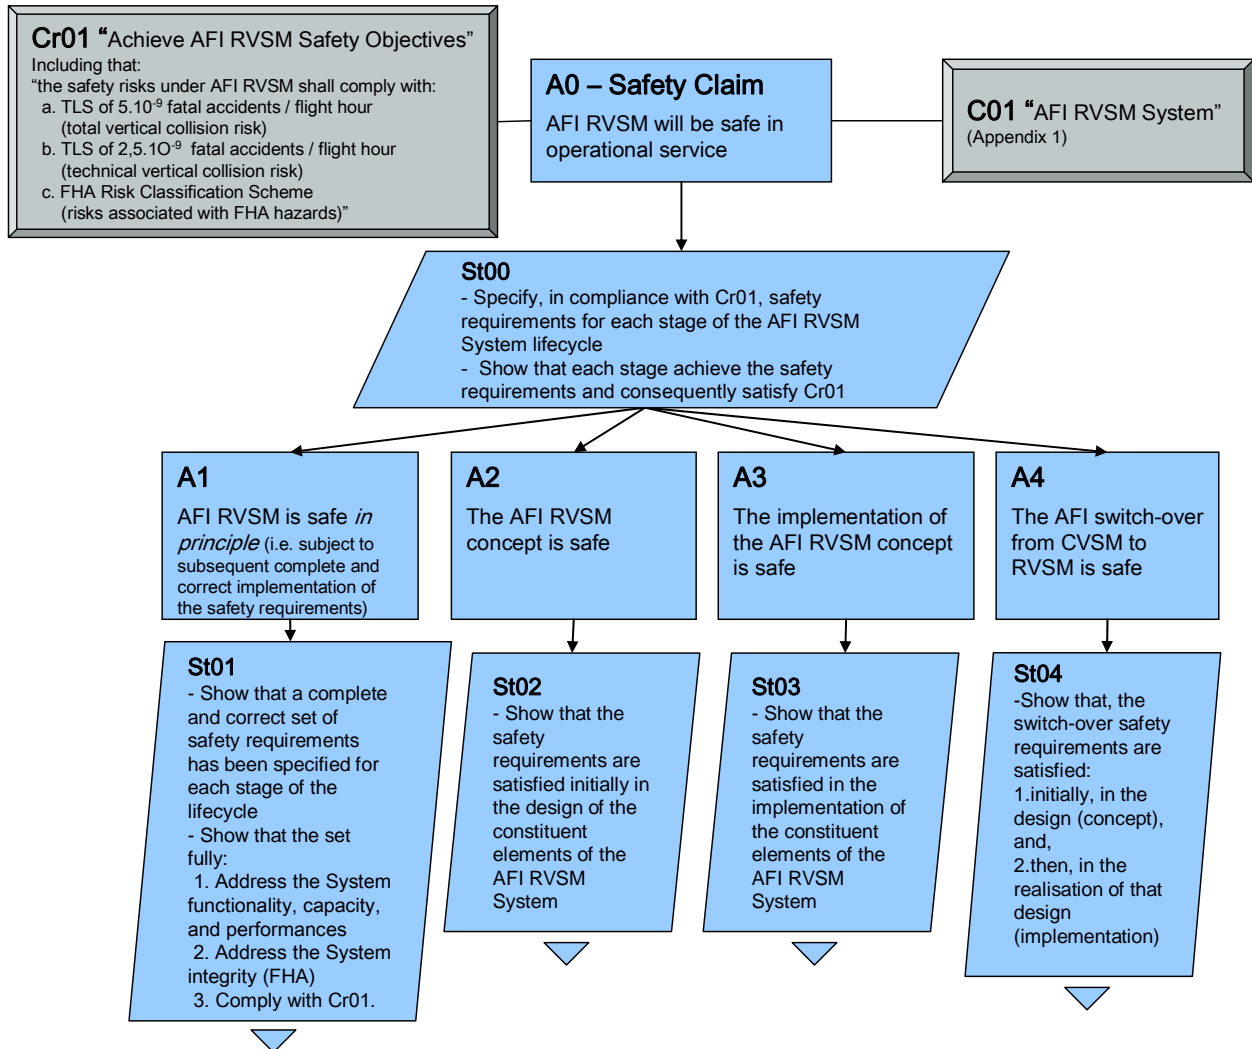 Cr01 “Achieve AFI RVSM Safety Objectives”
Including that:
“the safety risks under AFI RVSM shall comply with:
a. TLS of 5.10-9 fatal accidents / flight hour
(total vertical collision risk)
b. TLS of 2,5.1O-9 fatal accidents / flight hour
(technical vertical collision risk)
c. FHA Risk Classification Scheme
(risks associated with FHA hazards)”
A0 – Safety Claim
AFI RVSM will be safe in
operational service
C01 “AFI RVSM System”
(Appendix 1)
St00
- Specify, in compliance with Cr01, safety
requirements for each stage of the AFI RVSM
System lifecycle
- Show that each stage achieve the safety
requirements and consequently satisfy Cr01
A1
AFI RVSM is safe in
principle (i.e. subject to
subsequent complete and
correct implementation of
the safety requirements)
A2
The AFI RVSM
concept is safe
A3
The implementation of
the AFI RVSM concept
is safe
A4
The AFI switch-over
from CVSM to
RVSM is safe
St01
- Show that a complete
and correct set of
safety requirements
has been specified for
each stage of the
lifecycle
- Show that the set
fully:
1. Address the System
functionality, capacity,
and performances
2. Address the System
integrity (FHA)
3. Comply with Cr01.
St02
- Show that the
safety
requirements are
satisfied initially in
the design of the
constituent
elements of the
AFI RVSM
System
St03
- Show that the
safety
requirements are
satisfied in the
implementation of
the constituent
elements of the
AFI RVSM
System
St04
-Show that, the
switch-over safety
requirements are
satisfied:
1.initially, in the
design (concept),
and,
2.then, in the
realisation of that
design
(implementation)